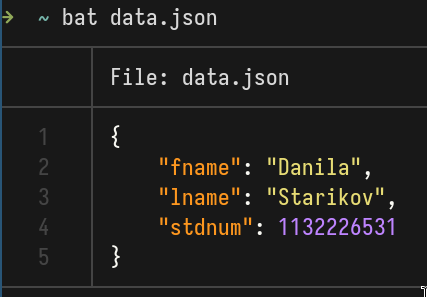 → ~ bat data.json
File: data.json
1 {
2 "fname": "Danila",
3 "lname": "Starikov",
4 "stdnum": 1132226531
5 }